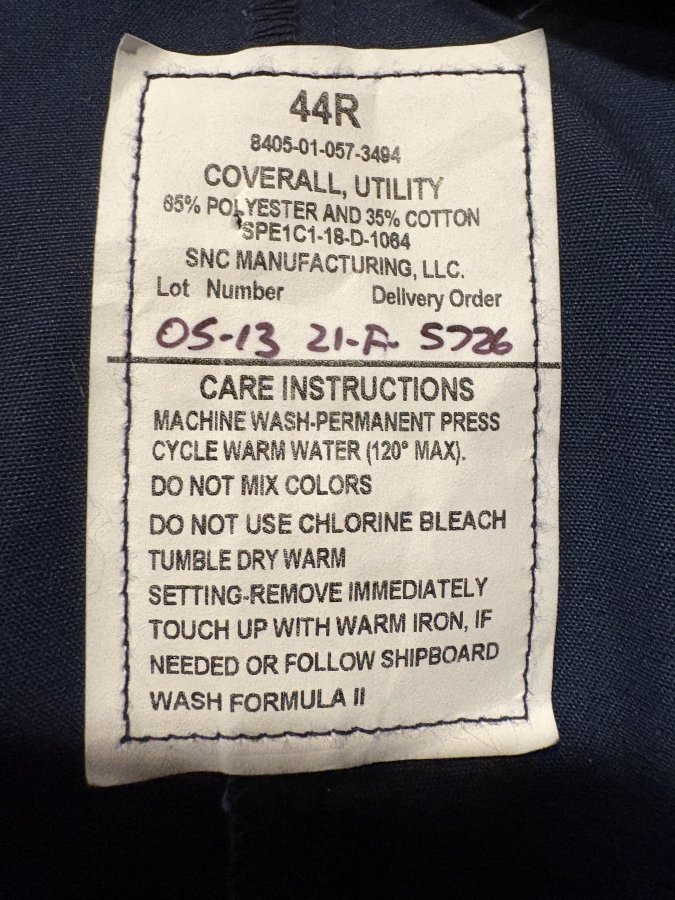 44R
8405-01-057-3494
COVERALL, UTILITY
65% POLYESTER AND 35% COTTON
SPE1C1-18-D-1064
SNC MANUFACTURING, LLC.
Lot Number Delivery Order
05-13 21-F 5726
CARE INSTRUCTIONS
MACHINE WASH-PERMANENT PRESS
CYCLE WARM WATER (120° MAX).
DO NOT MIX COLORS
DO NOT USE CHLORINE BLEACH
TUMBLE DRY WARM
SETTING-REMOVE IMMEDIATELY
TOUCH UP WITH WARM IRON, IF
NEEDED OR FOLLOW SHIPBOARD
WASH FORMULA II